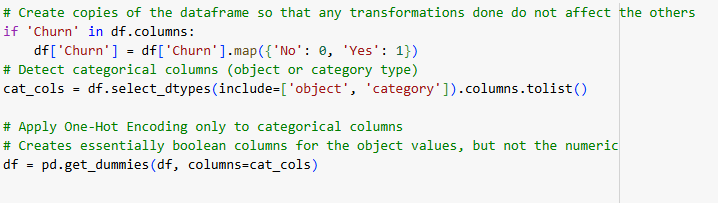 # Create copies of the dataframe so that any transformations done do not affect the others
if 'Churn' in df.columns:
    df['Churn'] = df['Churn'].map({'No': 0, 'Yes': 1})
# Detect categorical columns (object or category type)
cat_cols = df.select_dtypes(include=['object', 'category']).columns.tolist()
# Apply One-Hot Encoding only to categorical columns
# Creates essentially boolean columns for the object values, but not the numeric
df = pd.get_dummies(df, columns=cat_cols)